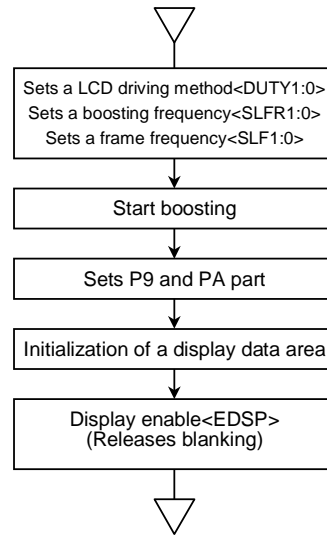 Sets a LCD driving method<DUTY1:0>
Sets a boosting frequency<SLFR1:0>
Sets a frame frequency<SLF1:0>
Start boosting
Sets P9 and PA part
Initialization of a display data area
Display enable<EDSP>
(Releases blanking)